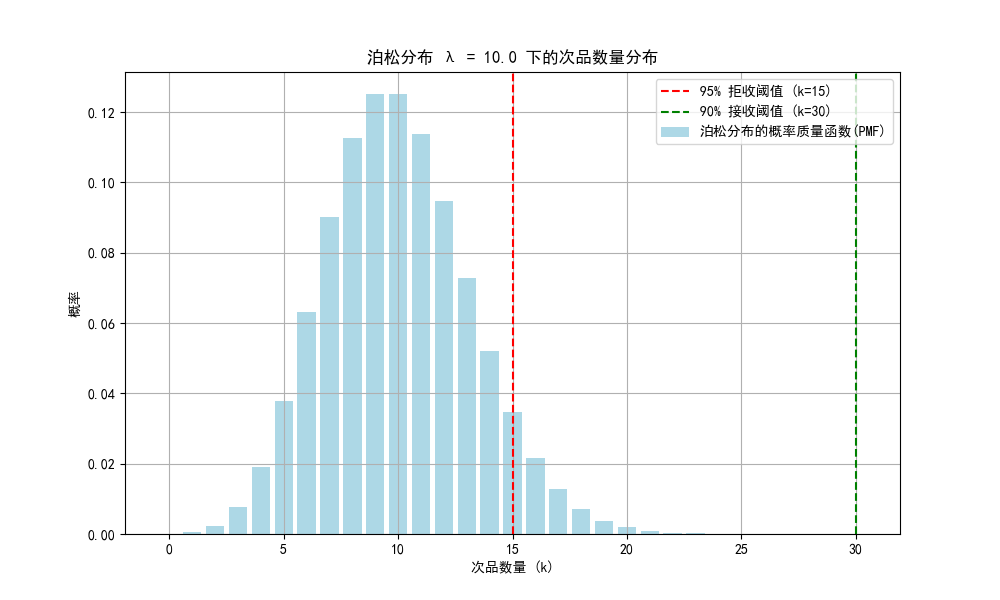 泊松分布 λ = 10.0 下的次品数量分布
95% 拒收阈值 (k=15)
90% 接收阈值 (k=30)
泊松分布的概率质量函数(PMF)
概率
0.12
0.10
0.08
0.06
0.04
0.02
0.00
0 5 10 15 20 25 30
次品数量 (k)